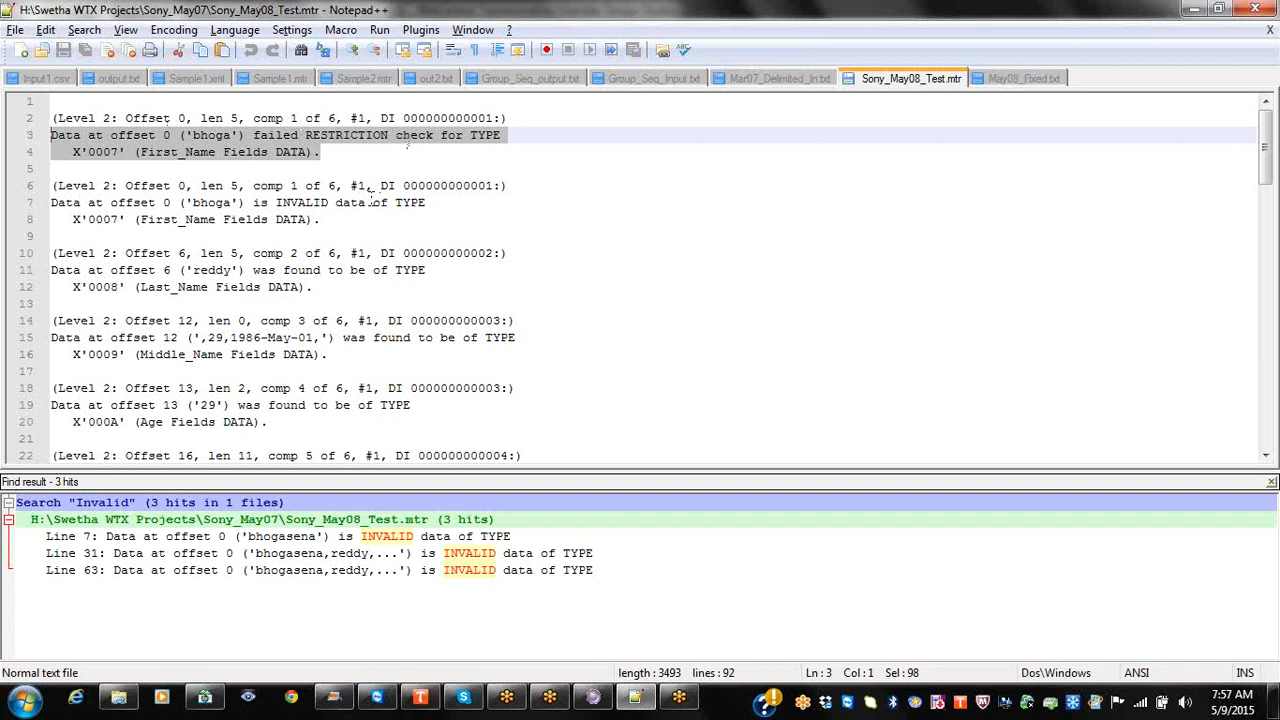 H:\Swetha WTX Projects\Sony_May07\Sony_May08_Test.mtr - Notepad++
File Edit Search View Encoding Language Settings Macro Run Plugins Window ? X
Input1.csv output.txt Sample1.xml Sample1.mtr Sample2.mtr out2.txt Group_Seq_output.txt Group_Seq_Input.txt Mar07_Delimited_In.txt Sony_May08_Test.mtr May08_Fixed.txt
1
2 (Level 2: Offset 0, len 5, comp 1 of 6, #1, DI 000000000001:)
3 Data at offset 0 ('bhoga') failed RESTRICTION check for TYPE
4 X'0007' (First_Name Fields DATA).
5
6 (Level 2: Offset 0, len 5, comp 1 of 6, #1, DI 000000000001:)
7 Data at offset 0 ('bhoga') is INVALID data of TYPE
8 X'0007' (First_Name Fields DATA).
9
10 (Level 2: Offset 6, len 5, comp 2 of 6, #1, DI 000000000002:)
11 Data at offset 6 ('reddy') was found to be of TYPE
12 X'0008' (Last_Name Fields DATA).
13
14 (Level 2: Offset 12, len 0, comp 3 of 6, #1, DI 000000000003:)
15 Data at offset 12 (',29,1986-May-01,') was found to be of TYPE
16 X'0009' (Middle_Name Fields DATA).
17
18 (Level 2: Offset 13, len 2, comp 4 of 6, #1, DI 000000000003:)
19 Data at offset 13 ('29') was found to be of TYPE
20 X'000A' (Age Fields DATA).
21
22 (Level 2: Offset 16, len 11, comp 5 of 6, #1, DI 000000000004:)
Find result - 3 hits
Search "Invalid" (3 hits in 1 files)
H:\Swetha WTX Projects\Sony_May07\Sony_May08_Test.mtr (3 hits)
Line 7: Data at offset 0 ('bhogasena') is INVALID data of TYPE
Line 31: Data at offset 0 ('bhogasena,reddy,...') is INVALID data of TYPE
Line 63: Data at offset 0 ('bhogasena,reddy,...') is INVALID data of TYPE
Normal text file length : 3493 lines : 92 Ln : 3 Col : 1 Sel : 98 Dos\Windows ANSI INS
7:57 AM
5/9/2015